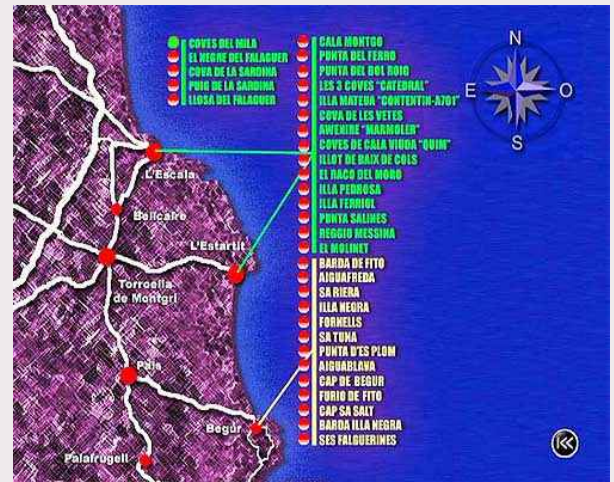 COVES DEL MILA
EL NEGRE DEL FALAGUER
COVA DE LA SARDINA
PUIG DE LA SARDINA
LLOSA DEL FALAGUER
CALA MONTGO
PUNTA DEL FERRO
PUNTA DEL DOL ROIG
LES 3 COVES "CATEDRAL"
ILLA MATEUA "CONTENTIN-A701"
COVA DE LES VETES
AWENIRE "MARMOLER"
COVES DE CALA VIUDA "QUIM"
ILLOT DE BAIX DE COLS
EL RACO DEL MORO
ILLA PEDROSA
ILLA FERRIOL
PUNTA SALINES
REGGIO MESSINA
EL MOLINET
BARDA DE FITO
AIGUAFREDA
SA RIERA
ILLA NEGRA
FORNELLS
SA TUNA
PUNTA D'ES PLOM
AIGUABLAVA
CAP DE BEGUR
FURIO DE FITO
CAP SA SALT
BARDA ILLA NEGRA
SES FALGUERINES
N
E
O
S
L'Escala
Bellcaire
L'Estartit
Torroella
de Montgrí
Pals
Begur
Palafrugell